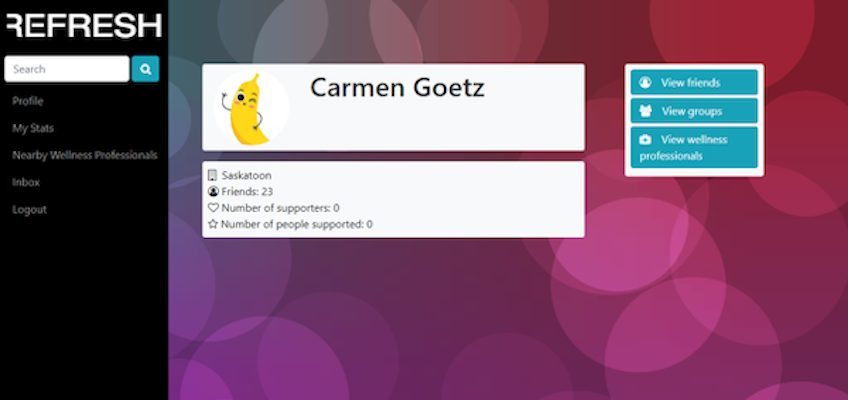 REFRESH
Search
Profile
My Stats
Nearby Wellness Professionals
Inbox
Logout
Carmen Goetz
Saskatoon
Friends: 23
Number of supporters: 0
Number of people supported: 0
View friends
View groups
View wellness
professionals